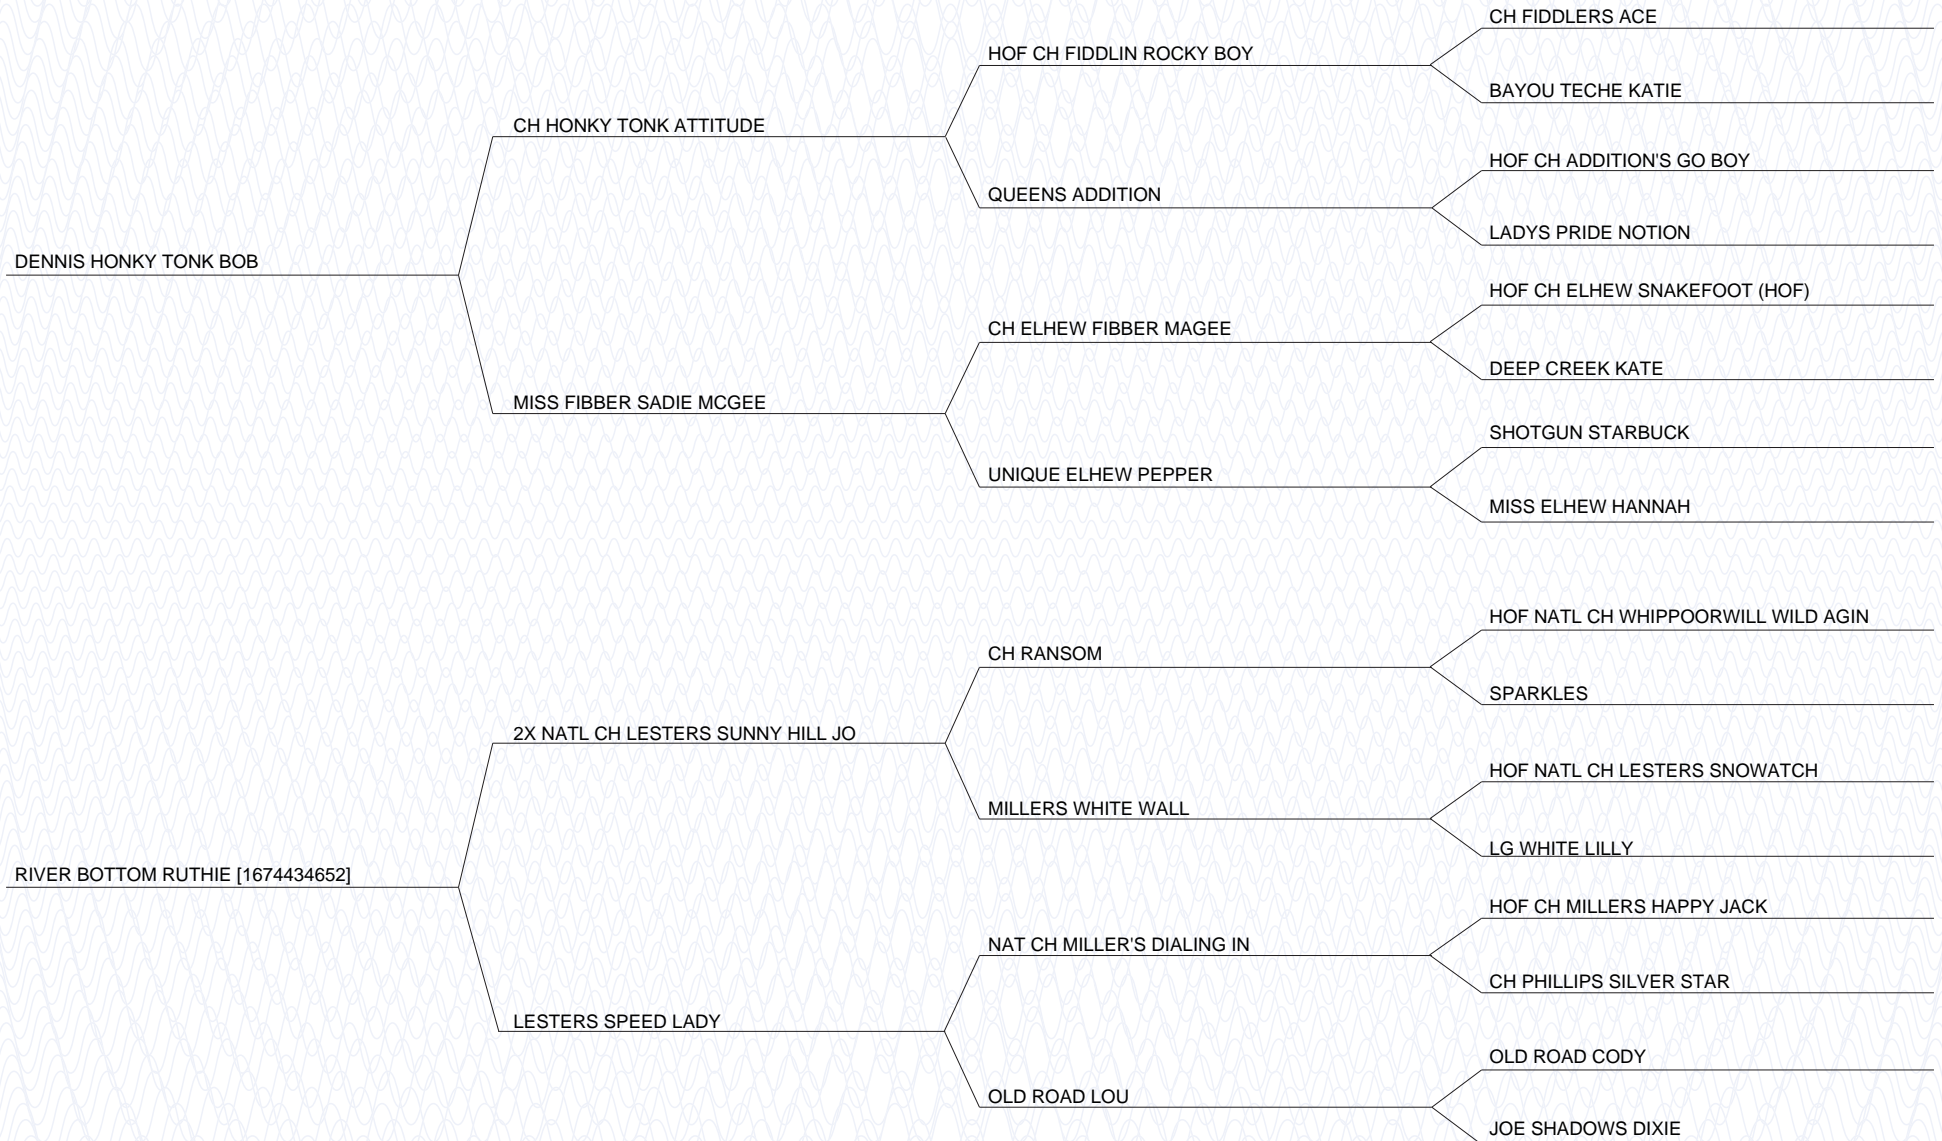 CH FIDDLERS ACE
HOF CH FIDDLIN ROCKY BOY
BAYOU TECHE KATIE
CH HONKY TONK ATTITUDE
HOF CH ADDITION'S GO BOY
QUEENS ADDITION
LADYS PRIDE NOTION
DENNIS HONKY TONK BOB
HOF CH ELHEW SNAKEFOOT (HOF)
CH ELHEW FIBBER MAGEE
DEEP CREEK KATE
MISS FIBBER SADIE MCGEE
SHOTGUN STARBUCK
UNIQUE ELHEW PEPPER
MISS ELHEW HANNAH
HOF NATL CH WHIPPOORWILL WILD AGIN
CH RANSOM
SPARKLES
2X NATL CH LESTERS SUNNY HILL JO
HOF NATL CH LESTERS SNOWATCH
MILLERS WHITE WALL
LG WHITE LILLY
RIVER BOTTOM RUTHIE [1674434652]
HOF CH MILLERS HAPPY JACK
NAT CH MILLER'S DIALING IN
CH PHILLIPS SILVER STAR
LESTERS SPEED LADY
OLD ROAD CODY
OLD ROAD LOU
JOE SHADOWS DIXIE